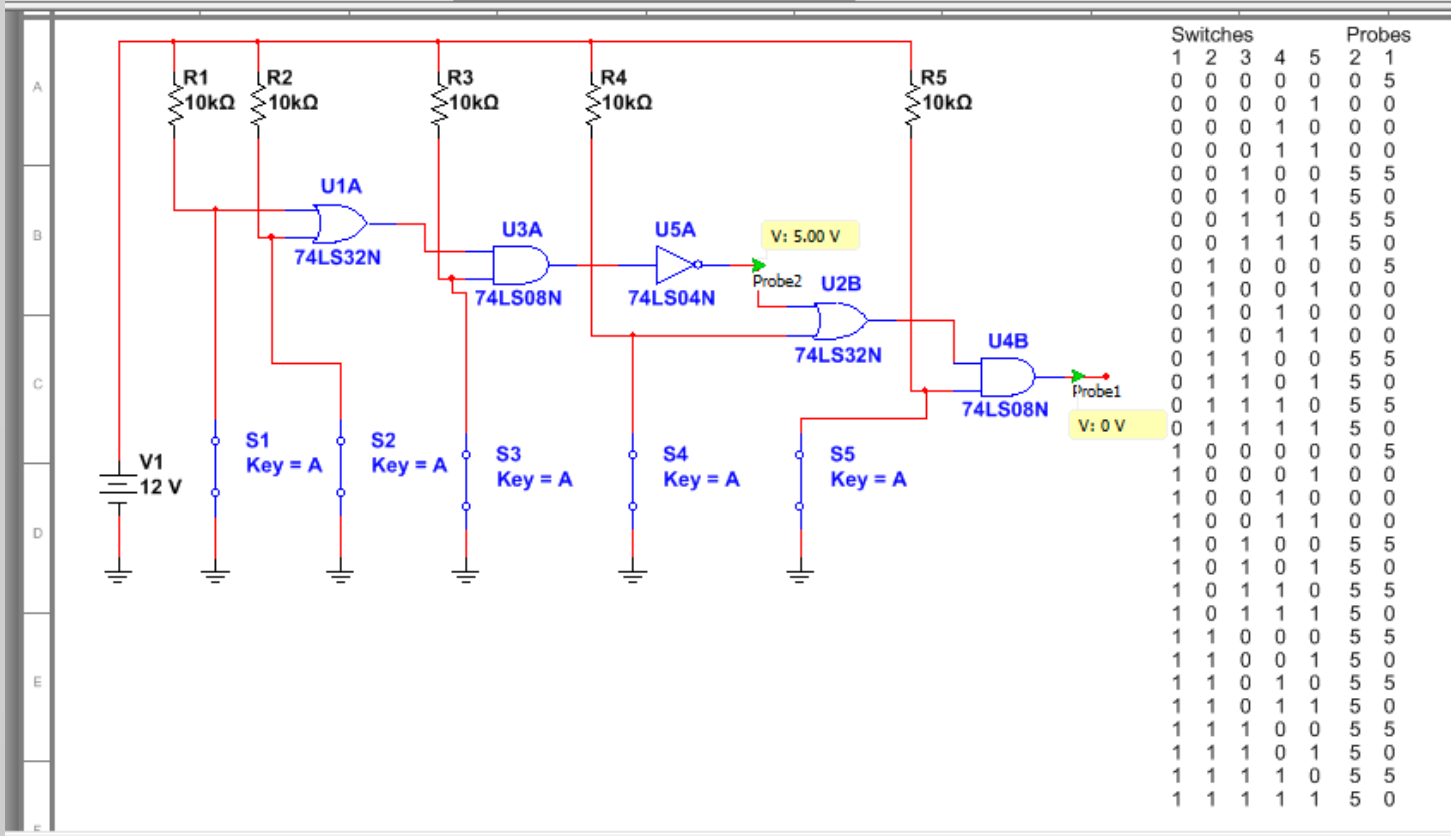 Switches Probes
1 2 3 4 5 2 1
0 0 0 0 0 0 5
0 0 0 0 1 0 0
0 0 0 1 0 0 0
0 0 0 1 1 0 0
0 0 1 0 0 5 5
0 0 1 0 1 5 0
0 0 1 1 0 5 5
0 0 1 1 1 5 0
0 1 0 0 0 0 5
0 1 0 0 1 0 0
0 1 0 1 0 0 0
0 1 0 1 1 0 0
0 1 1 0 0 5 5
0 1 1 0 1 5 0
0 1 1 1 0 5 5
0 1 1 1 1 5 0
1 0 0 0 0 0 5
1 0 0 0 1 0 0
1 0 0 1 0 0 0
1 0 0 1 1 0 0
1 0 1 0 0 5 5
1 0 1 0 1 5 0
1 0 1 1 0 5 5
1 0 1 1 1 5 0
1 1 0 0 0 5 5
1 1 0 0 1 5 0
1 1 0 1 0 5 5
1 1 0 1 1 5 0
1 1 1 0 0 5 5
1 1 1 0 1 5 0
1 1 1 1 0 5 5
1 1 1 1 1 5 0
A
B
C
D
E
R1
10kΩ
R2
10kΩ
R3
10kΩ
R4
10kΩ
R5
10kΩ
U1A
74LS32N
U3A
74LS08N
U5A
74LS04N
V: 5.00 V
Probe2
U2B
74LS32N
U4B
74LS08N
Probe1
V: 0 V
V1
12 V
S1
Key = A
S2
Key = A
S3
Key = A
S4
Key = A
S5
Key = A